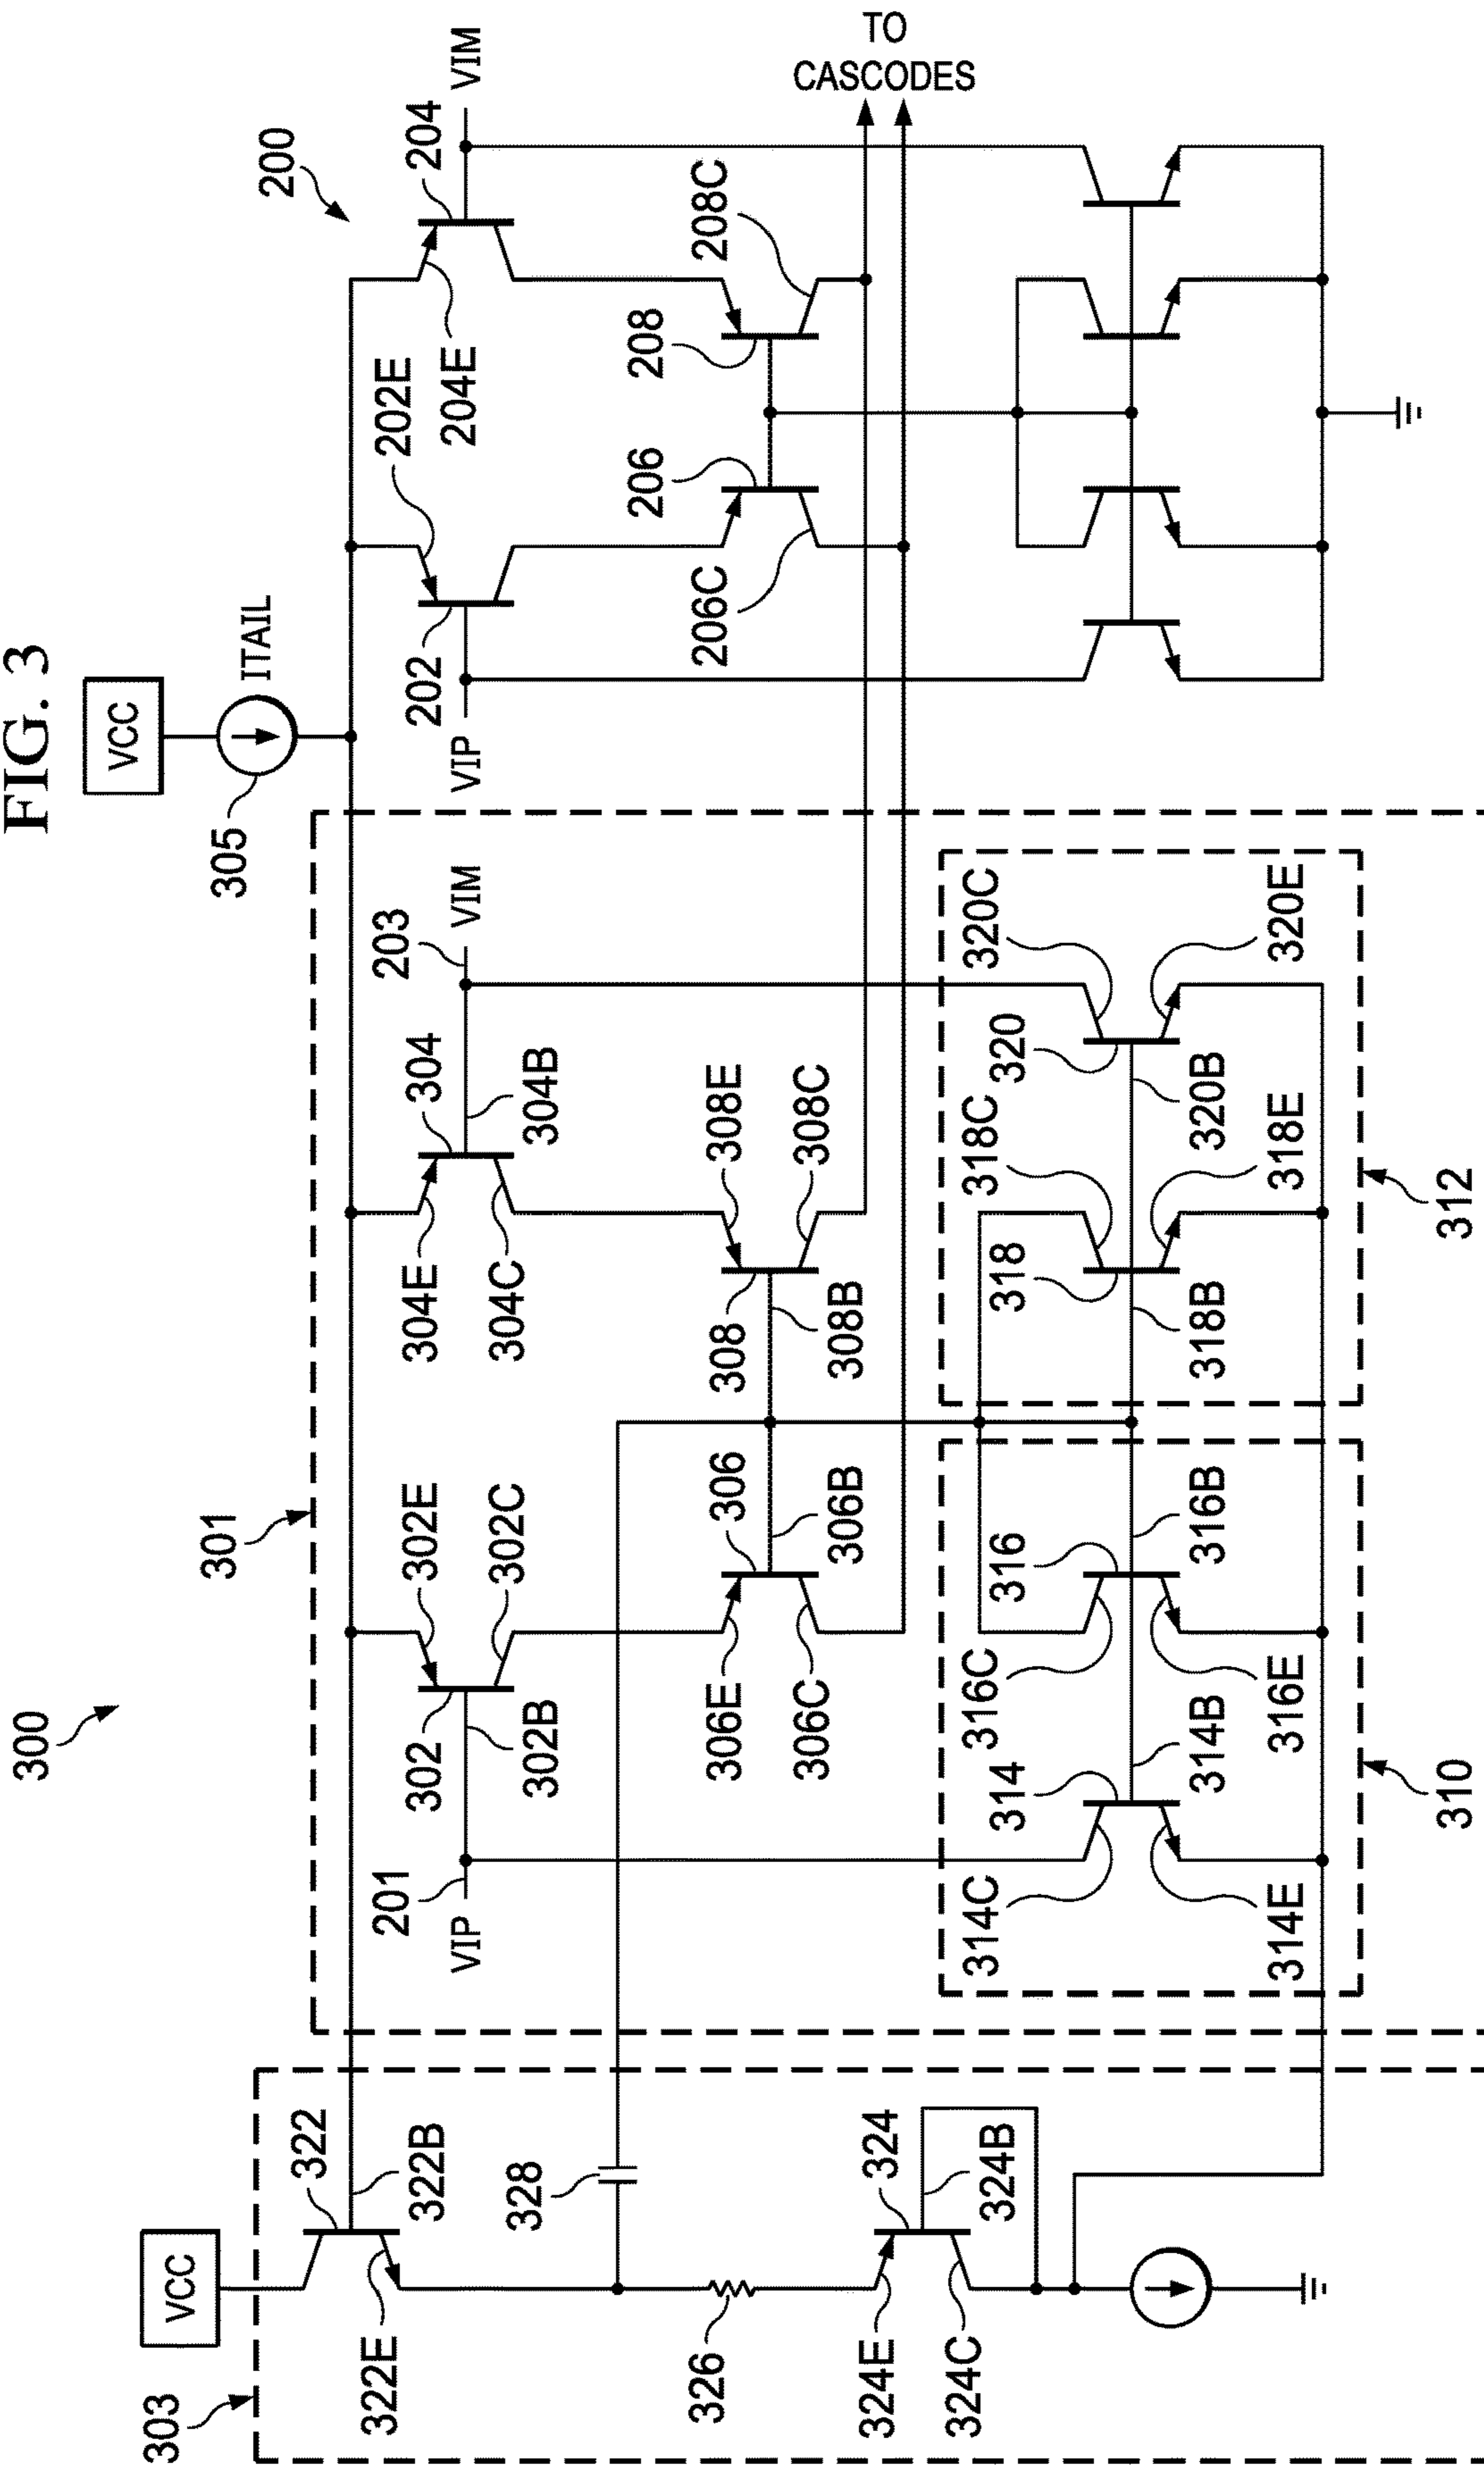 FIG. 3
300
303
VCC
322
322B
322E
328
326
324
324B
324E
324C
301
VIP
201
302
302B
302E
302C
304
304B
304E
304C
203
VIM
306
306E
306B
306C
308
308E
308B
308C
310
314
314C
314B
314E
316
316C
316B
316E
312
318
318C
318B
318E
320
320C
320B
320E
305
VCC
ITAIL
200
VIP
202
202E
204
204E
VIM
206
206C
208
208C
TO
CASCODES